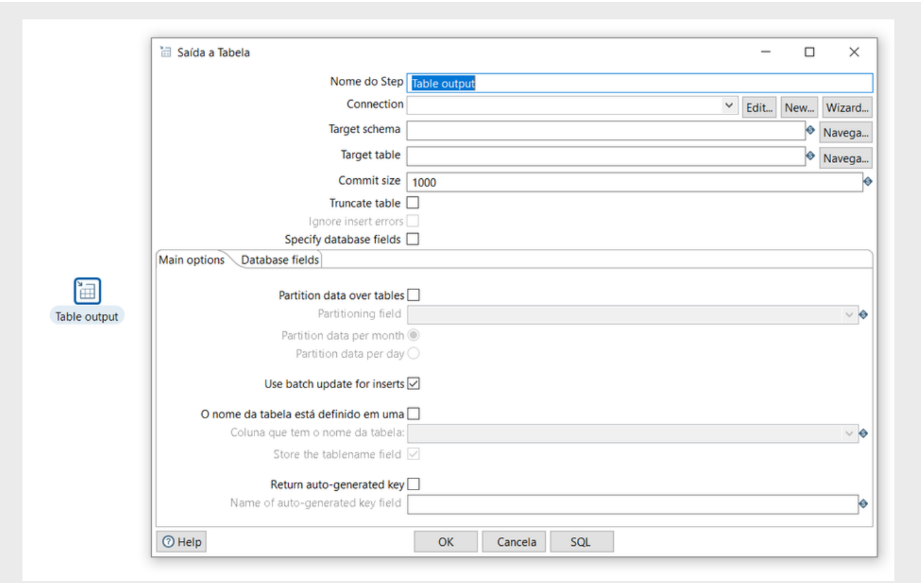 Saída a Tabela
Nome do Step Table output
Connection Edit... New... Wizard...
Target schema Navega...
Target table Navega...
Commit size 1000
Truncate table
Ignore insert errors
Specify database fields
Main options Database fields
Partition data over tables
Table output
Partitioning field
Partition data per month
Partition data per day
Use batch update for inserts
O nome da tabela está definido em uma
Coluna que tem o nome da tabela:
Store the tablename field
Return auto-generated key
Name of auto-generated key field
Help OK Cancela SQL